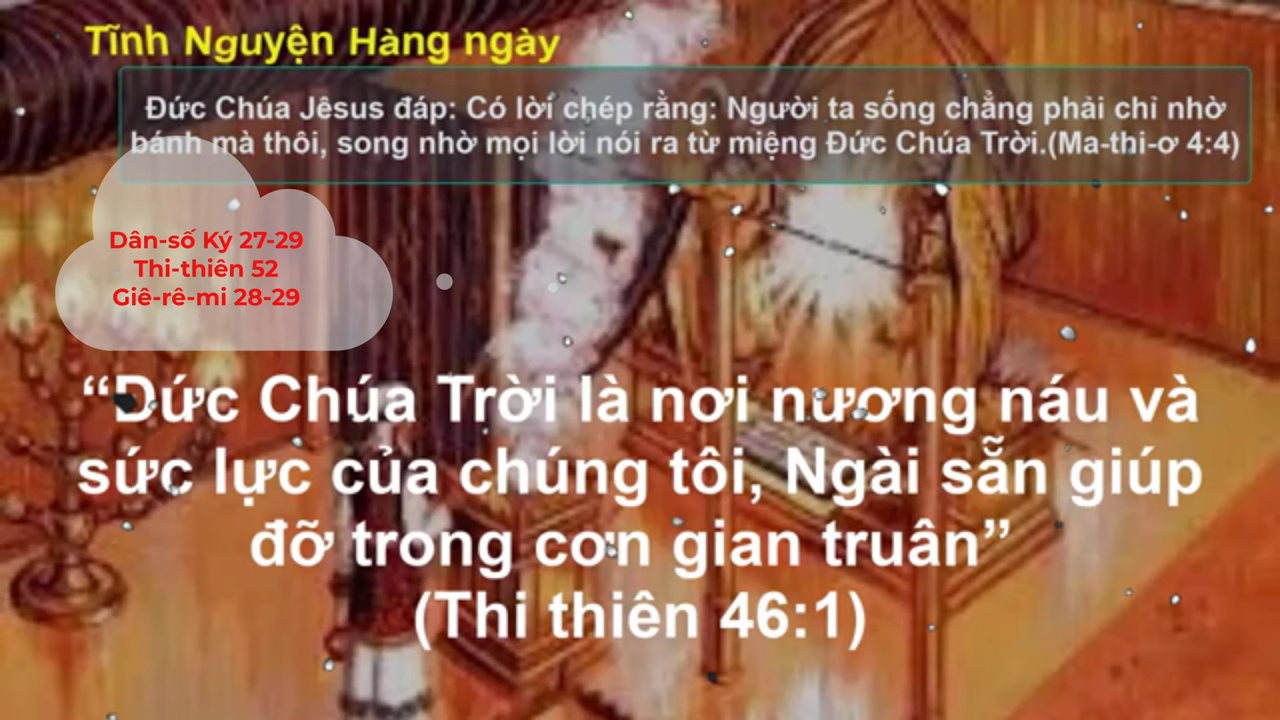 Tĩnh Nguyện Hàng ngày
Đức Chúa Jêsus đáp: Có lời chép rằng: Người ta sống chẳng phải chỉ nhờ
bánh mà thôi, song nhờ mọi lời nói ra từ miệng Đức Chúa Trời.(Ma-thi-ơ 4:4)
Dân-số Ký 27-29
Thi-thiên 52
Giê-rê-mi 28-29
“Đức Chúa Trời là nơi nương náu và
sức lực của chúng tôi, Ngài sẵn giúp
đỡ trong cơn gian truân”
(Thi thiên 46:1)